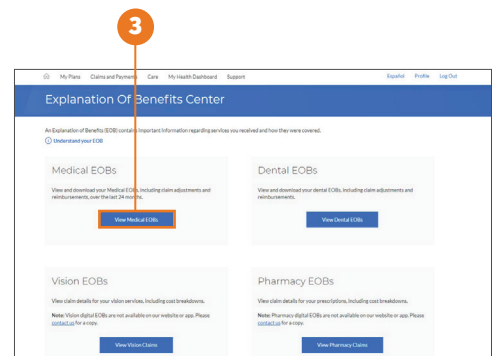 3
My Plans Claims and Payments Care My Health Dashboard Support Español Profile Log Out
Explanation Of Benefits Center
An Explanation of Benefits (EOB) contains important information regarding services you received and how they were covered.
Understand your EOB
Medical EOBs
View and download your Medical EOBs, including claim adjustments and
reimbursements, over the last 24 months.
View Medical EOBs
Dental EOBs
View and download your dental EOBs, including claim adjustments and
reimbursements.
View Dental EOBs
Vision EOBs
View claim details for your vision services, including cost breakdowns.
Note: Vision digital EOBs are not available on our website or app. Please
contact us for a copy.
View Vision Claims
Pharmacy EOBs
View claim details for your prescriptions, including cost breakdowns.
Note: Pharmacy digital EOBs are not available on our website or app. Please
contact us for a copy.
View Pharmacy Claims